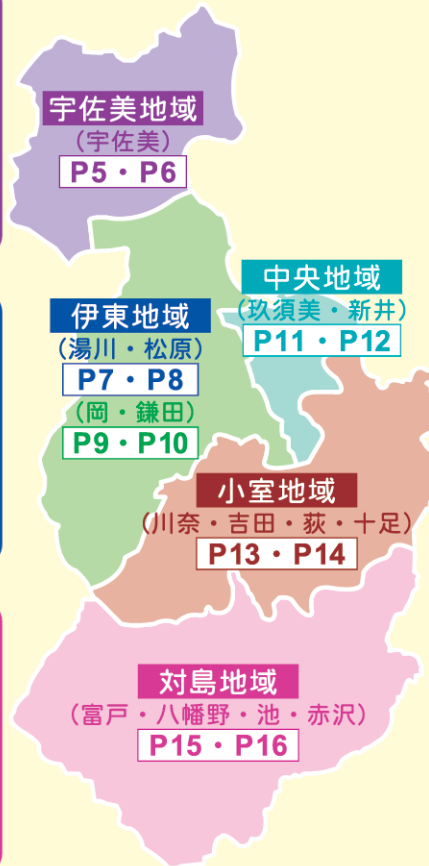 宇佐美地域
(宇佐美)
P5・P6
中央地域
(玖須美・新井)
P11・P12
伊東地域
(湯川・松原)
P7・P8
(岡・鎌田)
P9・P10
小室地域
(川奈・吉田・荻・十足)
P13・P14
対島地域
(富戸・八幡野・池・赤沢)
P15・P16